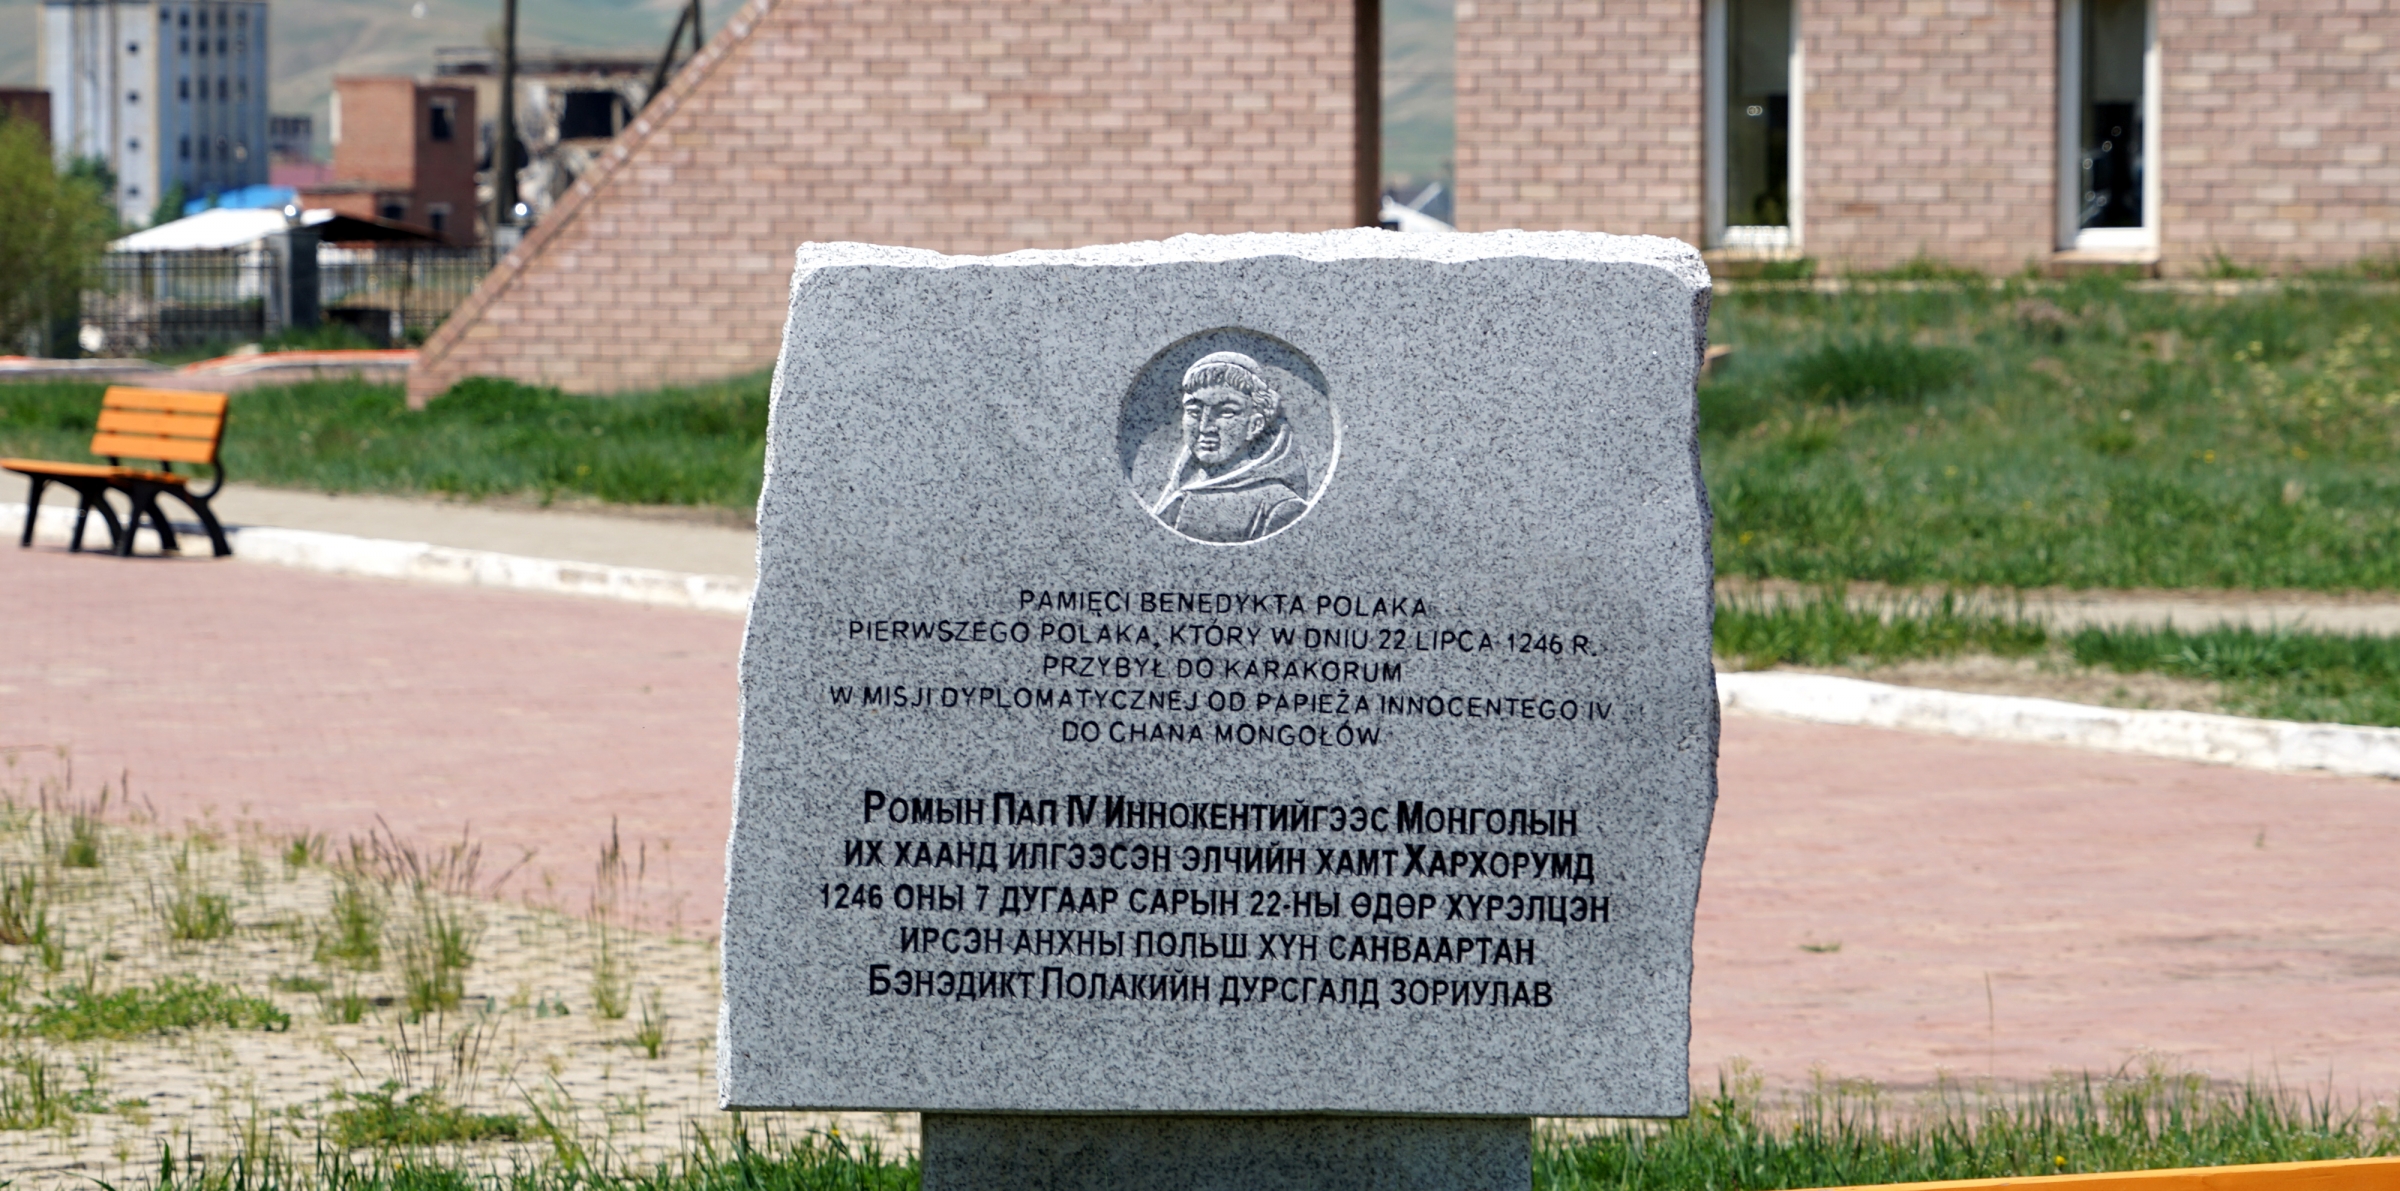 PAMIĘCI BENEDYKTA POLAKA
PIERWSZEGO POLAKA, KTÓRY W DNIU 22 LIPCA 1246 R.
PRZYBYŁ DO KARAKORUM
W MISJI DYPLOMATYCZNEJ OD PAPIEŻA INNOCENTEGO IV
DO CHANA MONGOŁÓW
РОМЫН ПАП IV ИННОКЕНТИЙГЭЭС МОНГОЛЫН
ИХ ХААНД ИЛГЭЭСЭН ЭЛЧИЙН ХАМТ ХАРХОРУМД
1246 ОНЫ 7 ДУГААР САРЫН 22-НЫ ӨДӨР ХҮРЭЛЦЭН
ИРСЭН АНХНЫ ПОЛЬШ ХҮН САНВААРТАН
БЭНЭДИКТ ПОЛАКИЙН ДУРСГАЛД ЗОРИУЛАВ